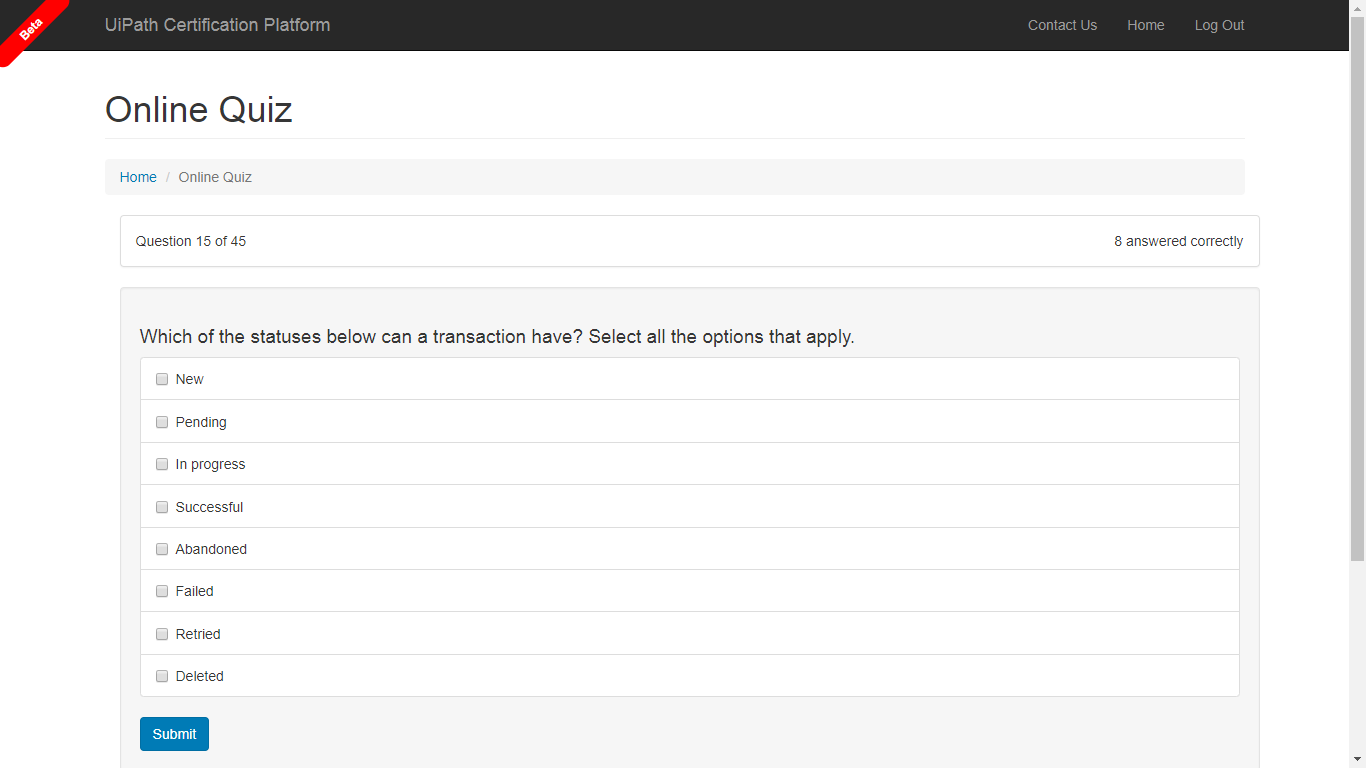 Beta
UiPath Certification Platform
Contact Us
Home
Log Out
Online Quiz
Home / Online Quiz
Question 15 of 45
8 answered correctly
Which of the statuses below can a transaction have? Select all the options that apply.
New
Pending
In progress
Successful
Abandoned
Failed
Retried
Deleted
Submit